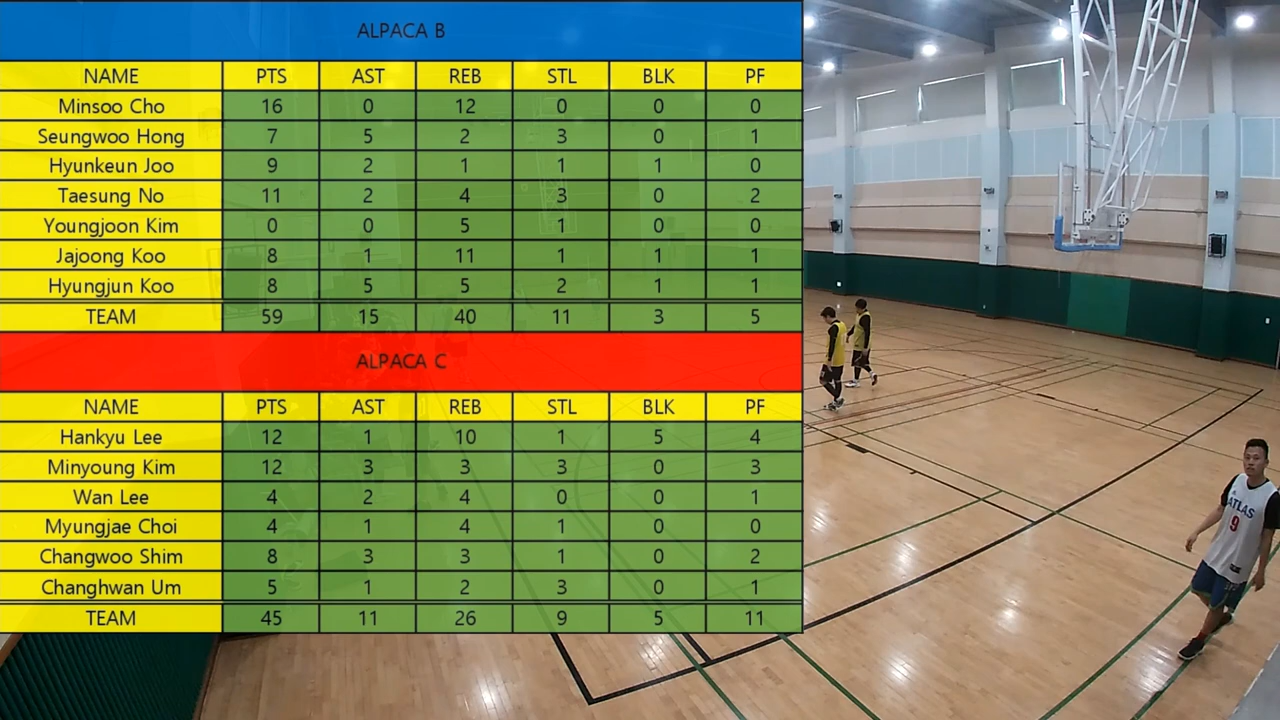 ALPACA B
NAME PTS AST REB STL BLK PF
Minsoo Cho 16 0 12 0 0 0
Seungwoo Hong 7 5 2 3 0 1
Hyunkeun Joo 9 2 1 1 1 0
Taesung No 11 2 4 3 0 2
Youngjoon Kim 0 0 5 1 0 0
Jajoong Koo 8 1 11 1 1 1
Hyungjun Koo 8 5 5 2 1 1
TEAM 59 15 40 11 3 5
ALPACA C
NAME PTS AST REB STL BLK PF
Hankyu Lee 12 1 10 1 5 4
Minyoung Kim 12 3 3 3 0 3
Wan Lee 4 2 4 0 0 1
Myungjae Choi 4 1 4 1 0 0
Changwoo Shim 8 3 3 1 0 2
Changhwan Um 5 1 2 3 0 1
TEAM 45 11 26 9 5 11
ATLAS
9